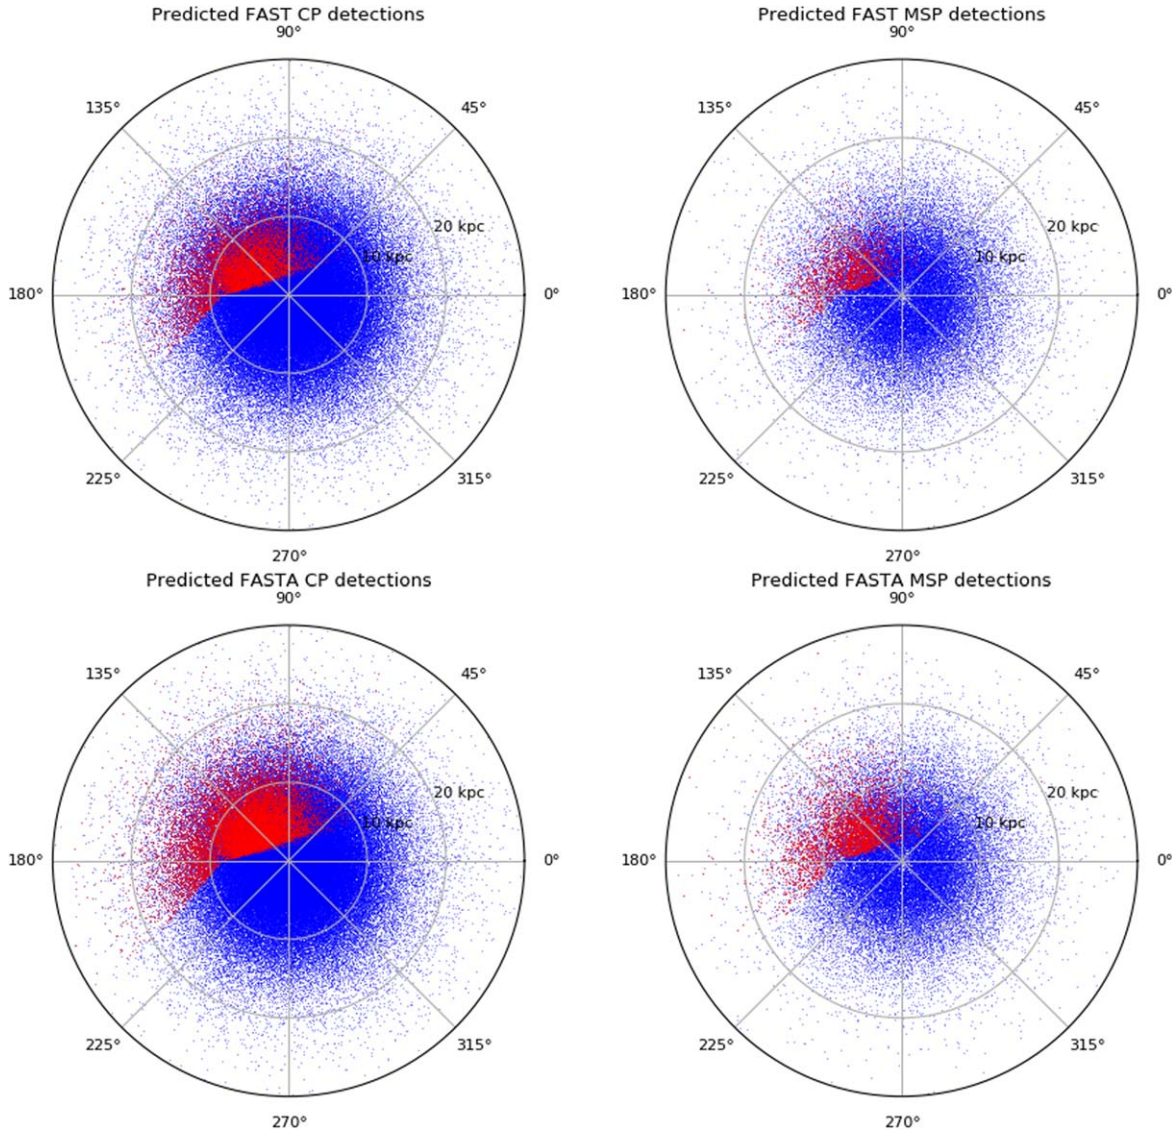 Predicted FAST CP detections
90°
135°
45°
20 kpc
10 kpc
180°
0°
225°
315°
270°
Predicted FAST MSP detections
90°
135°
45°
20 kpc
10 kpc
180°
0°
225°
315°
270°
Predicted FASTA CP detections
90°
135°
45°
20 kpc
10 kpc
180°
0°
225°
315°
270°
Predicted FASTA MSP detections
90°
135°
45°
20 kpc
10 kpc
180°
0°
225°
315°
270°